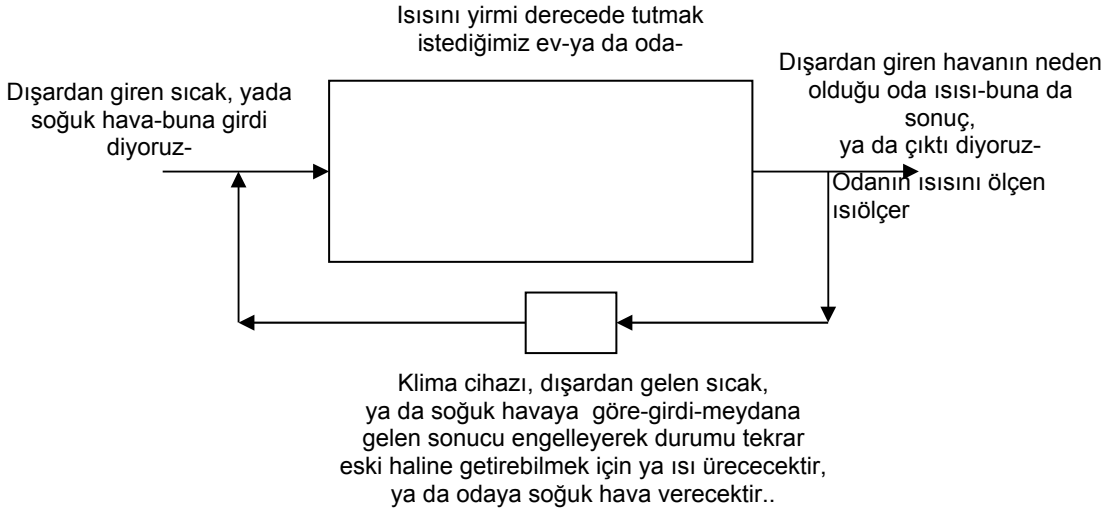 Isısını yirmi derecede tutmak
istediğimiz ev-ya da oda-
Dışardan giren sıcak, yada
soğuk hava-buna girdi
diyoruz-
Dışardan giren havanın neden
olduğu oda ısısı-buna da
sonuç,
ya da çıktı diyoruz-
Odanın ısısını ölçen
ısıölçer
Klima cihazı, dışardan gelen sıcak,
ya da soğuk havaya göre-girdi-meydana
gelen sonucu engelleyerek durumu tekrar
eski haline getirebilmek için ya ısı ürececektir,
ya da odaya soğuk hava verecektir..